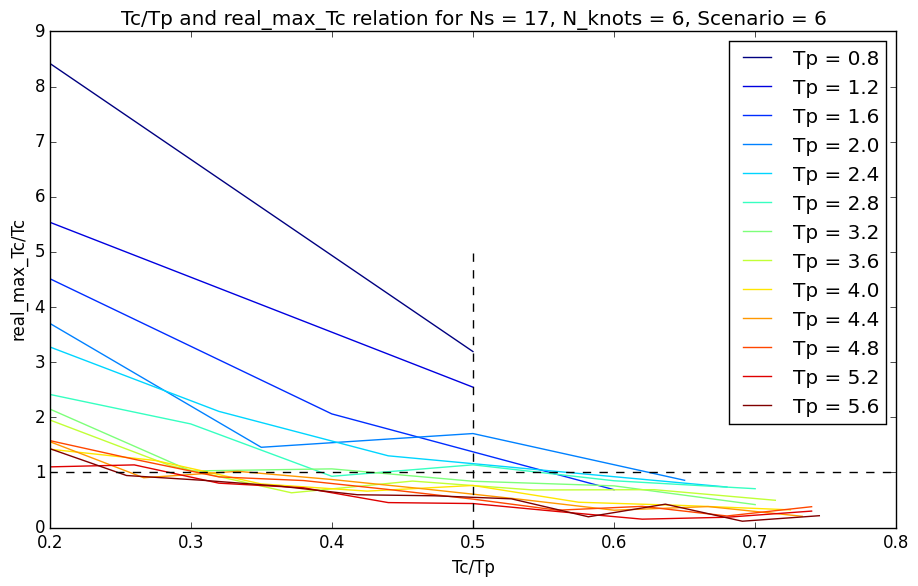 Tc/Tp and real_max_Tc relation for Ns = 17, N_knots = 6, Scenario = 6
9
8
7
6
5
4
3
2
1
0
real_max_Tc/Tc
Tp = 0.8
Tp = 1.2
Tp = 1.6
Tp = 2.0
Tp = 2.4
Tp = 2.8
Tp = 3.2
Tp = 3.6
Tp = 4.0
Tp = 4.4
Tp = 4.8
Tp = 5.2
Tp = 5.6
0.2 0.3 0.4 0.5 0.6 0.7 0.8
Tc/Tp